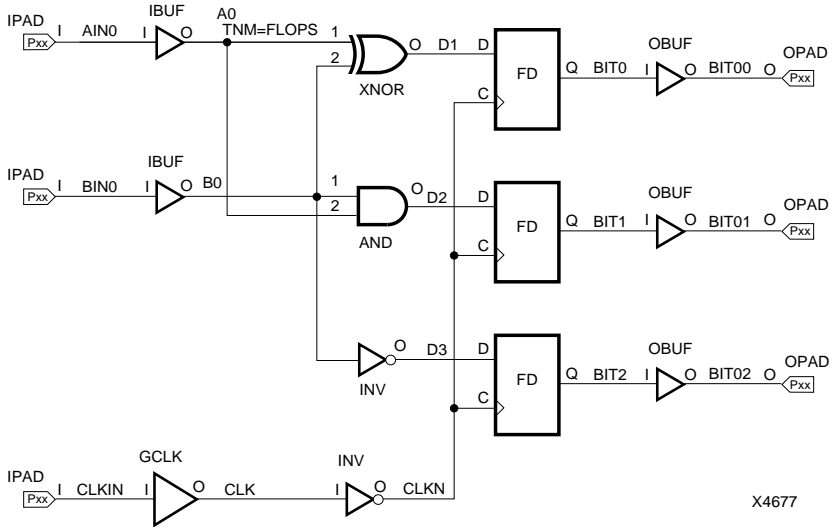 IPAD
Pxx
I
AIN0
IBUF
I
O
A0
TNM=FLOPS
1
2
XNOR
O
D1
D
C
FD
Q
BIT0
I
OBUF
O
BIT00
O
OPAD
Pxx
IPAD
Pxx
I
BIN0
IBUF
I
O
B0
1
2
AND
O
D2
D
C
FD
Q
BIT1
I
OBUF
O
BIT01
O
OPAD
Pxx
INV
O
D3
D
C
FD
Q
BIT2
I
OBUF
O
BIT02
O
OPAD
Pxx
IPAD
Pxx
I
CLKIN
GCLK
I
O
CLK
INV
I
O
CLKN
X4677